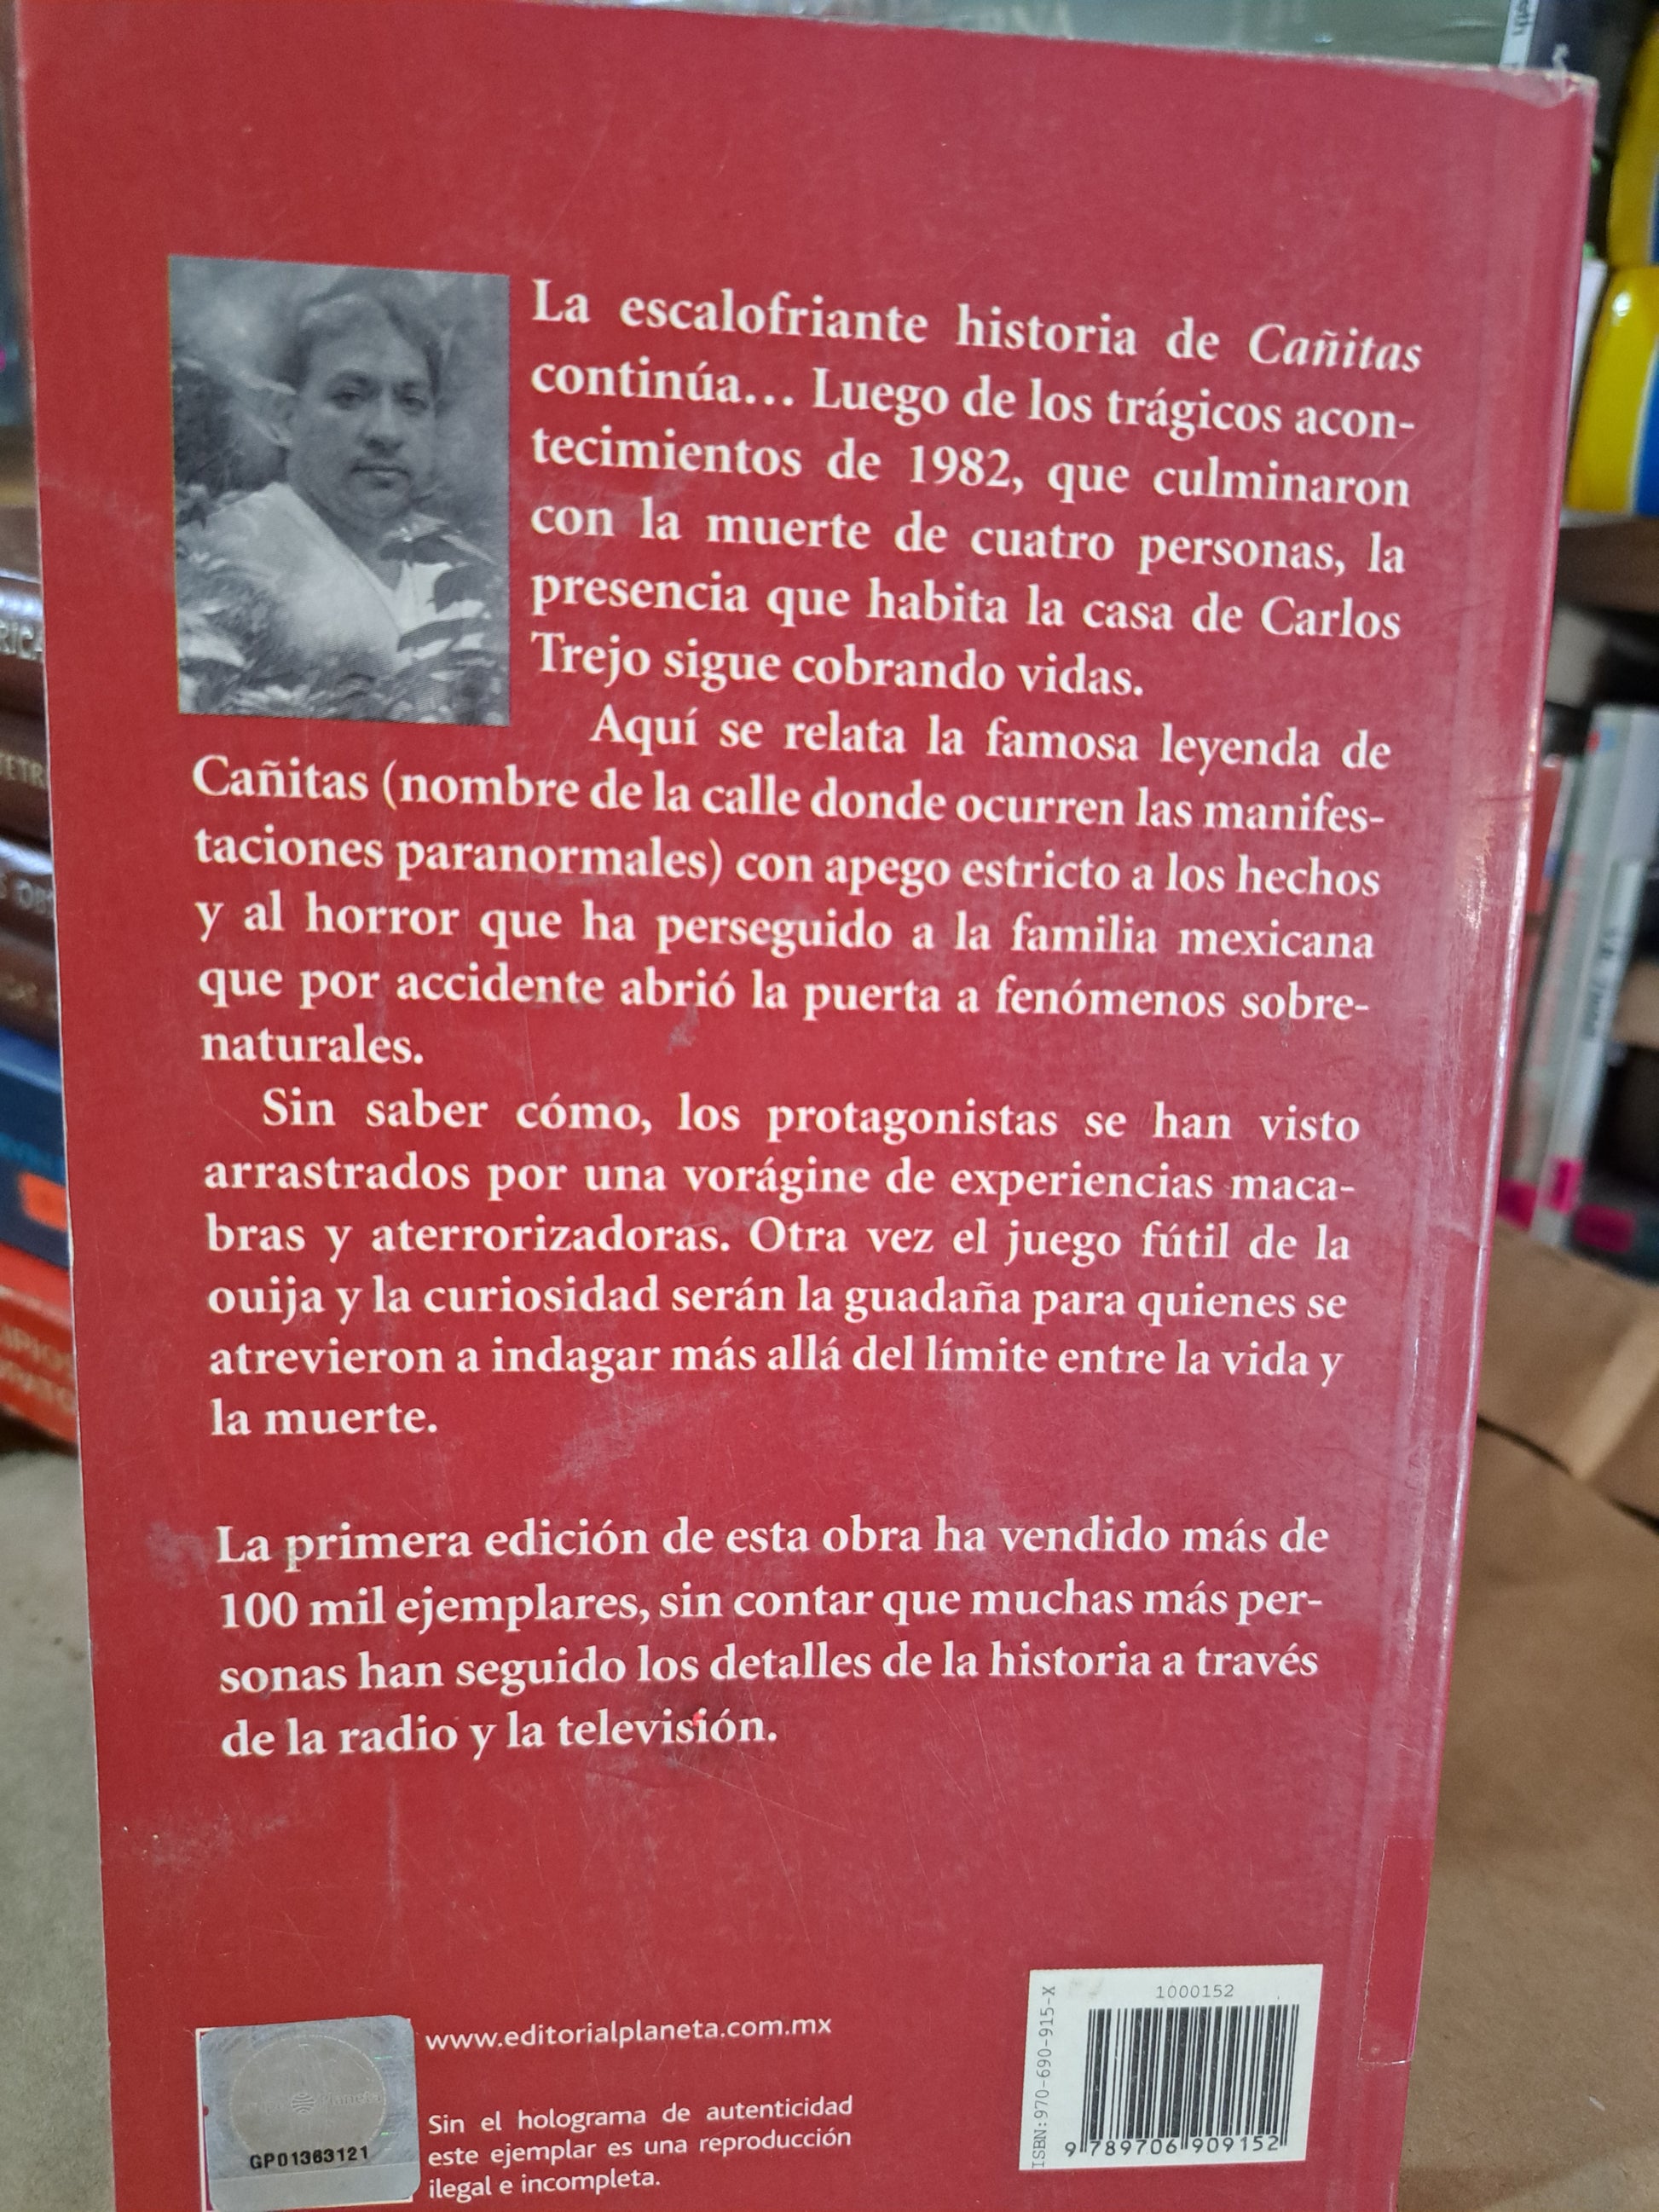 La escalofriante historia de Cañitas
continúa... Luego de los trágicos acon-
tecimientos de 1982, que culminaron
con la muerte de cuatro personas, la
presencia que habita la casa de Carlos
Trejo sigue cobrando vidas.
Aquí se relata la famosa leyenda de
Cañitas (nombre de la calle donde ocurren las manifes-
taciones paranormales) con apego estricto a los hechos
y al horror que ha perseguido a la familia mexicana
que por accidente abrió la puerta a fenómenos sobre-
naturales.
Sin saber cómo, los protagonistas se han visto
arrastrados por una vorágine de experiencias maca-
bras y aterrorizadoras. Otra vez el juego fútil de la
ouija y la curiosidad serán la guadaña para quienes se
atrevieron a indagar más allá del límite entre la vida y
la muerte.
La primera edición de esta obra ha vendido más de
100 mil ejemplares, sin contar que muchas más per-
sonas han seguido los detalles de la historia a través
de la radio y la televisión.
www.editorialplaneta.com.mx
Sin el holograma de autenticidad
este ejemplar es una reproducción
ilegal e incompleta.
Planeta
GP01363121
1000152
ISBN:970-690-915-X
9 789706 909152